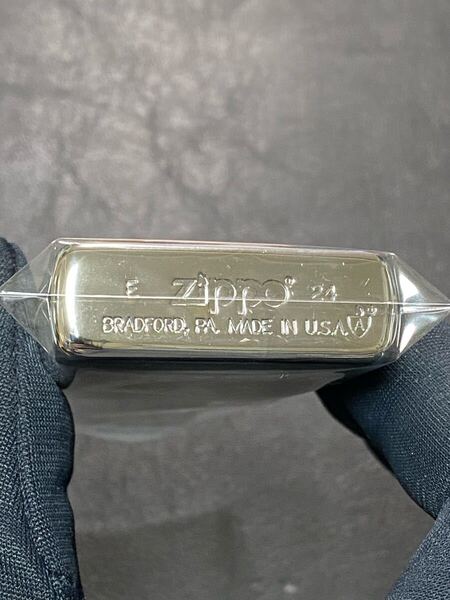 E Zippo® 24
BRADFORD, PA. MADE IN U.S.A.